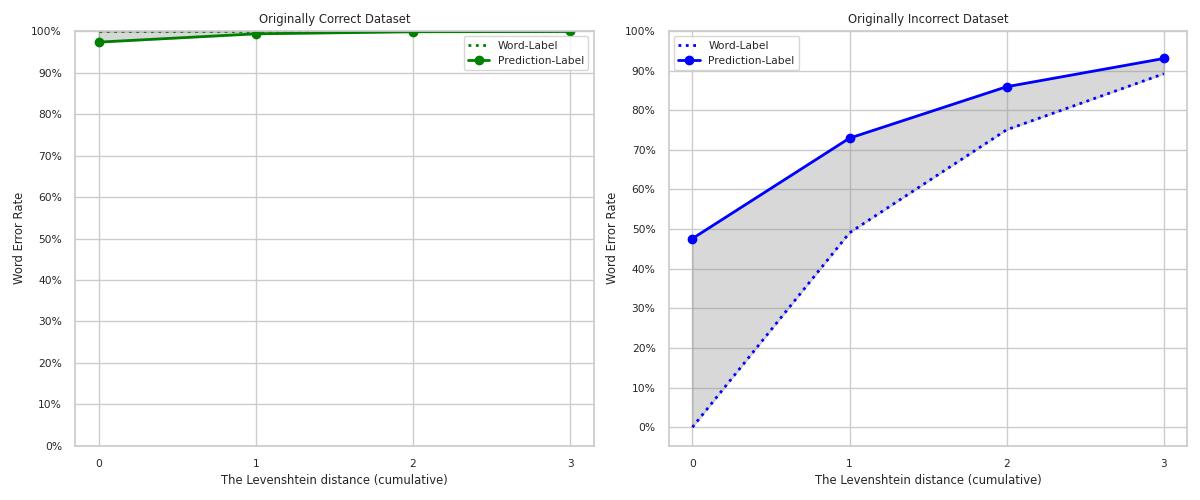 Originally Correct Dataset
100%
90%
80%
70%
60%
50%
40%
30%
20%
10%
0%
Word Error Rate
Word-Label
Prediction-Label
0 1 2 3
The Levenshtein distance (cumulative)
Originally Incorrect Dataset
100%
90%
80%
70%
60%
50%
40%
30%
20%
10%
0%
Word Error Rate
Word-Label
Prediction-Label
0 1 2 3
The Levenshtein distance (cumulative)